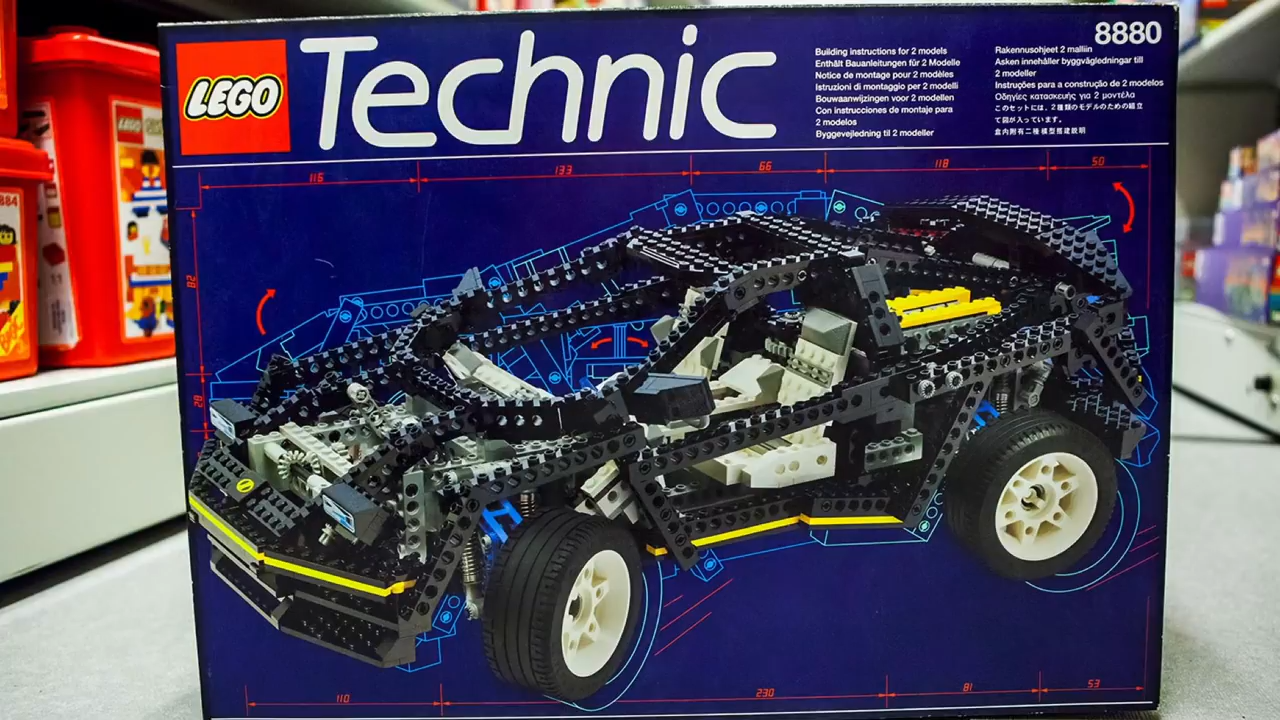 LEGO
Technic
8880
Building instructions for 2 models
Enthält Bauanleitungen für 2 Modelle
Notice de montage pour 2 modèles
Istruzioni di montaggio per 2 modelli
Bouwaanwijzingen voor 2 modellen
Con instrucciones de montaje para
2 modelos
Byggevejledning til 2 modeller
Rakennusohjeet 2 malliin
Asken innehåller byggvägledningar till
2 modeller
Instruções para a construção de 2 modelos
Οδηγίες κατασκευής για 2 μοντέλα
このセットには、2種類のモデルのための組立
て図が入っています。
盒内附有二種模型搭建說明
116
133
66
118
50
82
28
110
230
81
53
LEGO
884